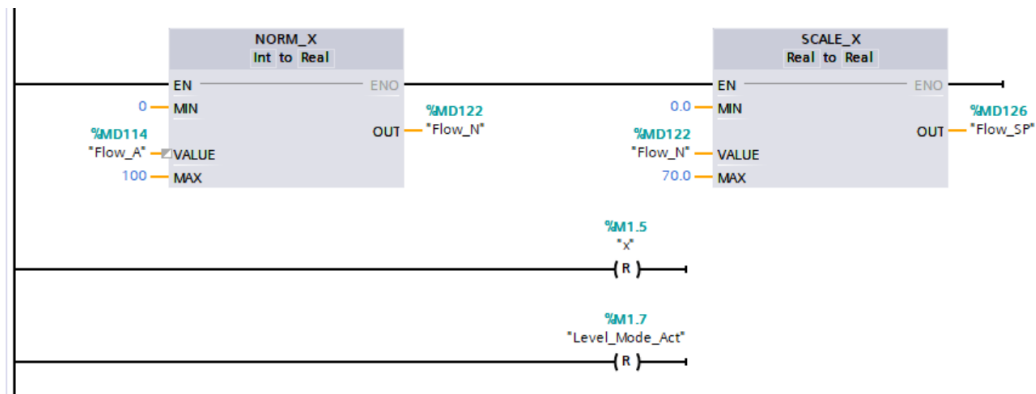 NORM_X
Int to Real
EN
ENO
0
MIN
%MD122
"Flow_N"
OUT
%MD114
"Flow_A"
VALUE
100
MAX
SCALE_X
Real to Real
EN
ENO
0.0
MIN
%MD126
"Flow_SP"
OUT
%MD122
"Flow_N"
VALUE
70.0
MAX
%M1.5
"x"
( R )
%M1.7
"Level_Mode_Act"
( R )